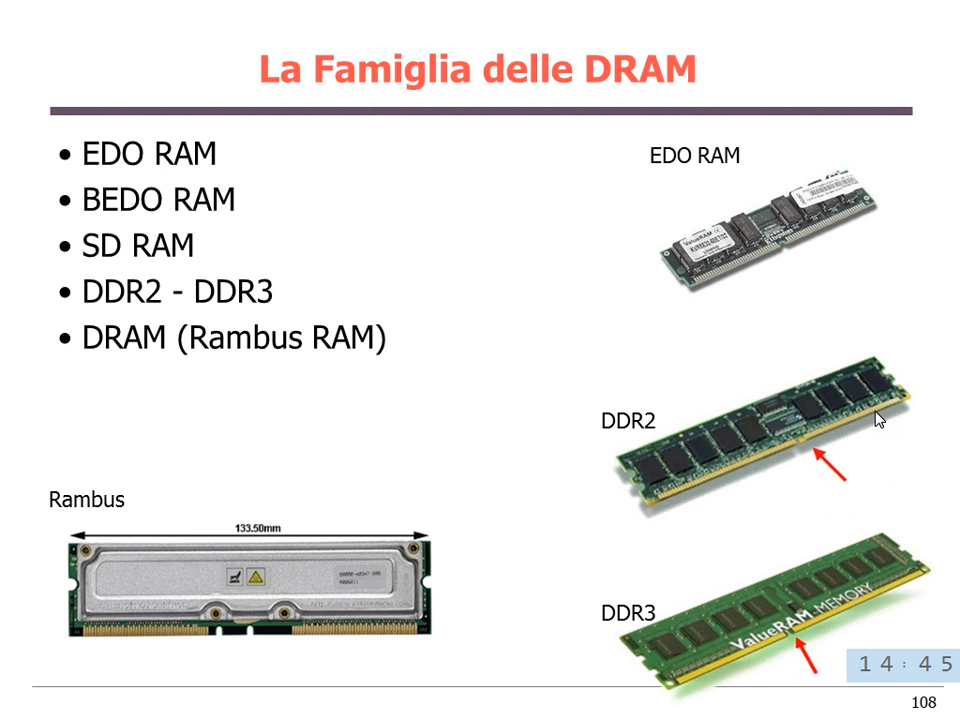 La Famiglia delle DRAM
• EDO RAM
• BEDO RAM
• SD RAM
• DDR2 - DDR3
• DRAM (Rambus RAM)
EDO RAM
ValueRAM
DDR2
Rambus
133.50mm
DDR3
ValueRAM-MEMORY
14:45
108